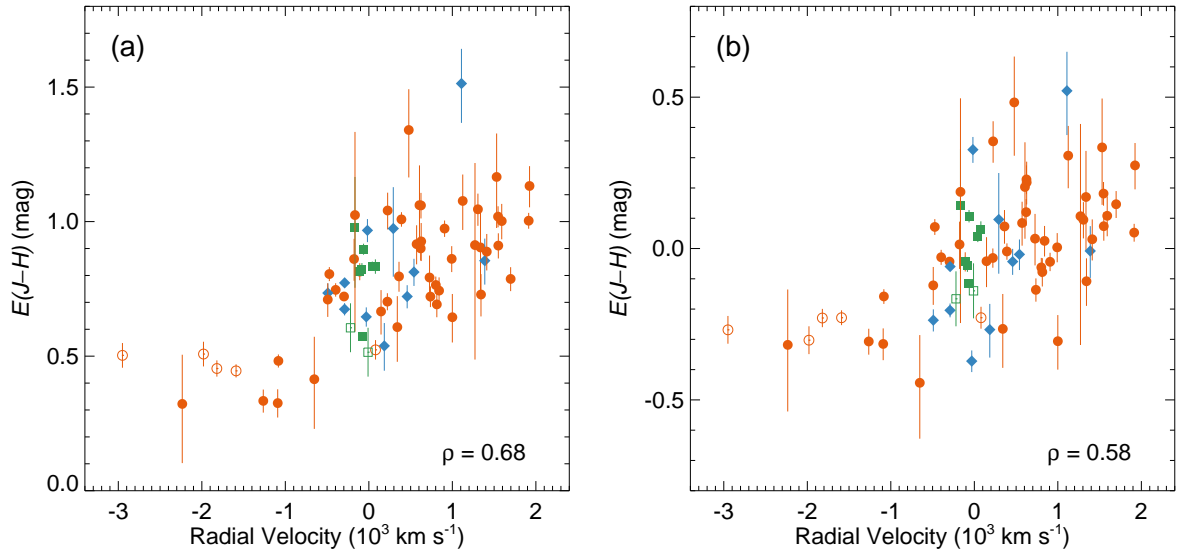 (a)
1.5
1.0
0.5
0.0
E(J–H) (mag)
-3 -2 -1 0 1 2
Radial Velocity (10³ km s⁻¹)
ρ = 0.68
(b)
0.5
0.0
-0.5
E(J–H) (mag)
-3 -2 -1 0 1 2
Radial Velocity (10³ km s⁻¹)
ρ = 0.58